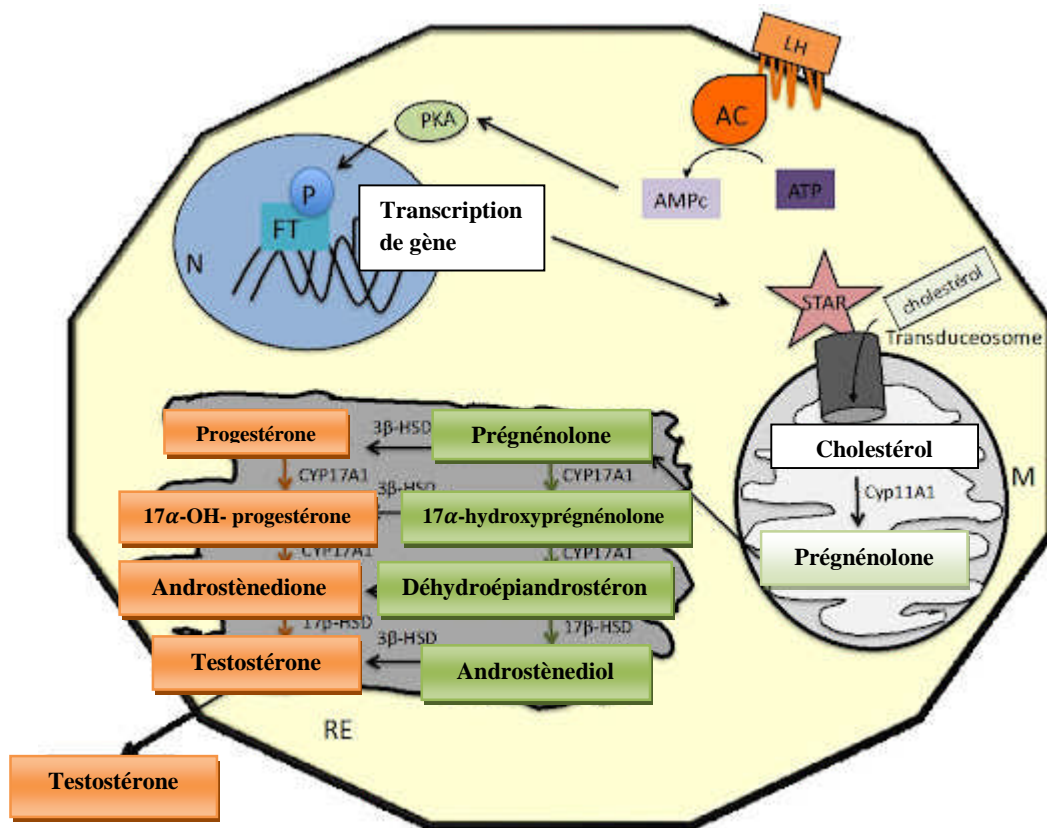 LH
AC
PKA
AMPc
ATP
P
FT
N
Transcription
de gène
STAR
cholestérol
Transduceosome
Cholestérol
M
Cyp11A1
Prégnénolone
Progestérone
3β-HSD
Prégnénolone
CYP17A1
3β-HSD
CYP17A1
17α-OH- progestérone
17α-hydroxyprégnénolone
CYP17A1
CYP17A1
Androstènedione
Déhydroépiandrostéron
17β-HSD
3β-HSD
17β-HSD
Testostérone
Androstènediol
RE
Testostérone